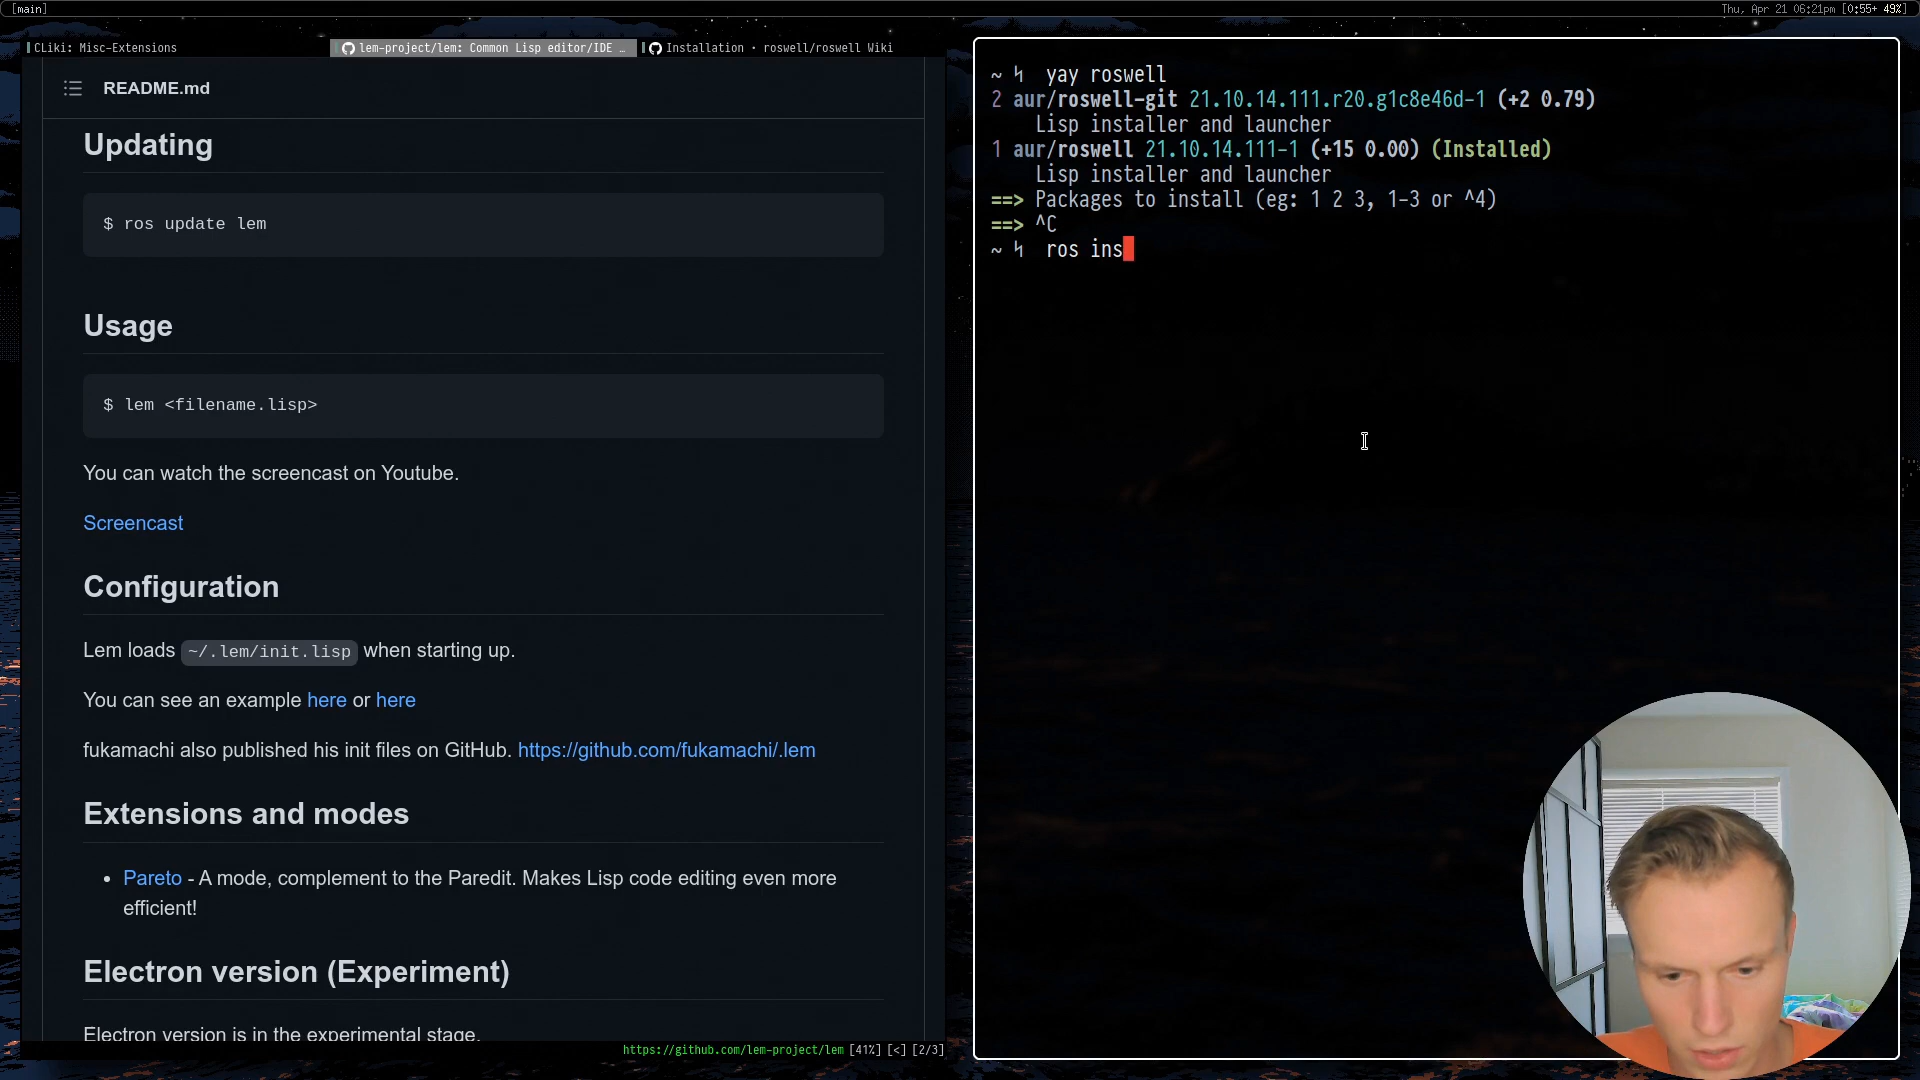 [main]
Thu, Apr 21 06:21pm [0:55+ 49%]
CLiki: Misc-Extensions
lem-project/lem: Common Lisp editor/IDE …
Installation · roswell/roswell Wiki
README.md
Updating
$ ros update lem
Usage
$ lem <filename.lisp>
You can watch the screencast on Youtube.
Screencast
Configuration
Lem loads ~/.lem/init.lisp when starting up.
You can see an example here or here
fukamachi also published his init files on GitHub. https://github.com/fukamachi/.lem
Extensions and modes
• Pareto - A mode, complement to the Paredit. Makes Lisp code editing even more
efficient!
Electron version (Experiment)
Electron version is in the experimental stage.
https://github.com/lem-project/lem [41%] [<] [2/3]
~ ϟ yay roswell
2 aur/roswell-git 21.10.14.111.r20.g1c8e46d-1 (+2 0.79)
Lisp installer and launcher
1 aur/roswell 21.10.14.111-1 (+15 0.00) (Installed)
Lisp installer and launcher
==> Packages to install (eg: 1 2 3, 1-3 or ^4)
==> ^C
~ ϟ ros ins